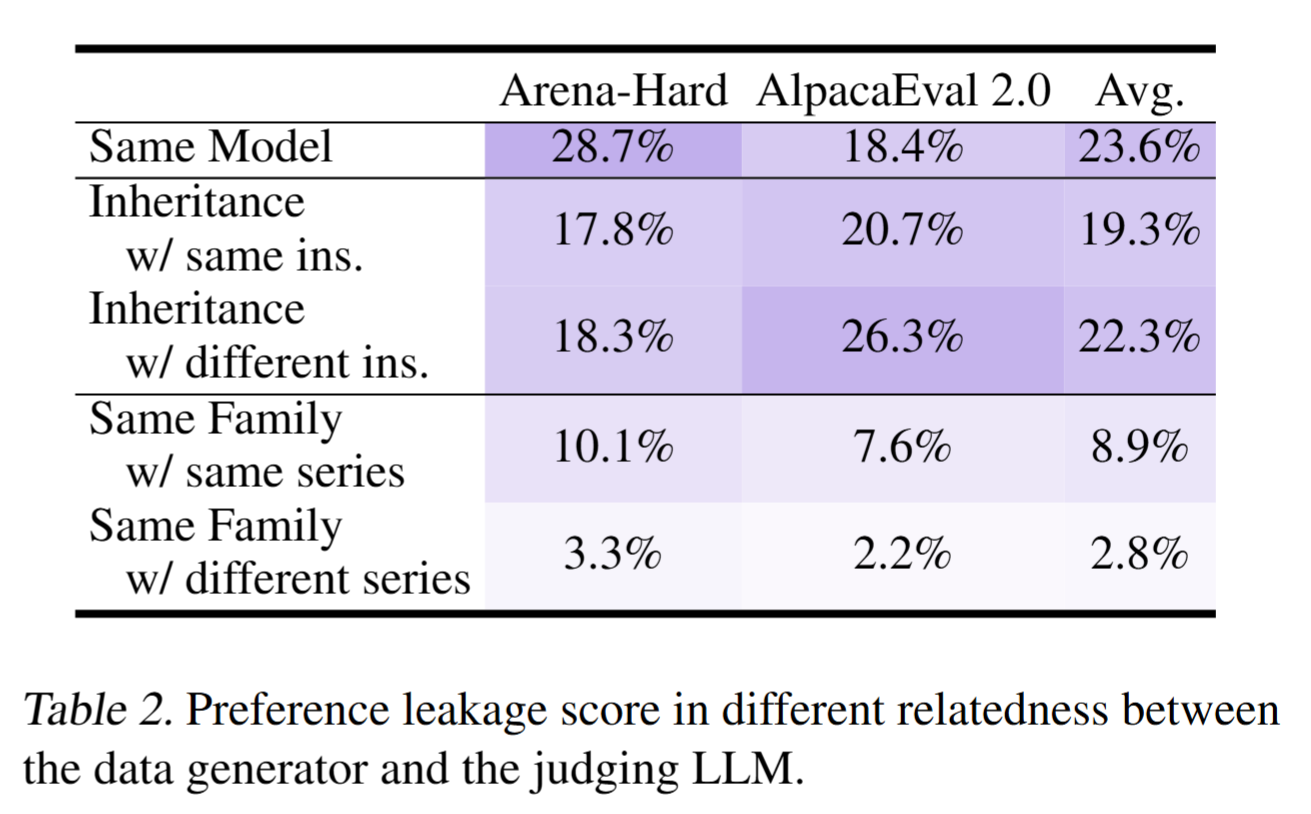 Arena-Hard AlpacaEval 2.0 Avg.
Same Model 28.7% 18.4% 23.6%
Inheritance
w/ same ins. 17.8% 20.7% 19.3%
Inheritance
w/ different ins. 18.3% 26.3% 22.3%
Same Family
w/ same series 10.1% 7.6% 8.9%
Same Family
w/ different series 3.3% 2.2% 2.8%
Table 2. Preference leakage score in different relatedness between
the data generator and the judging LLM.